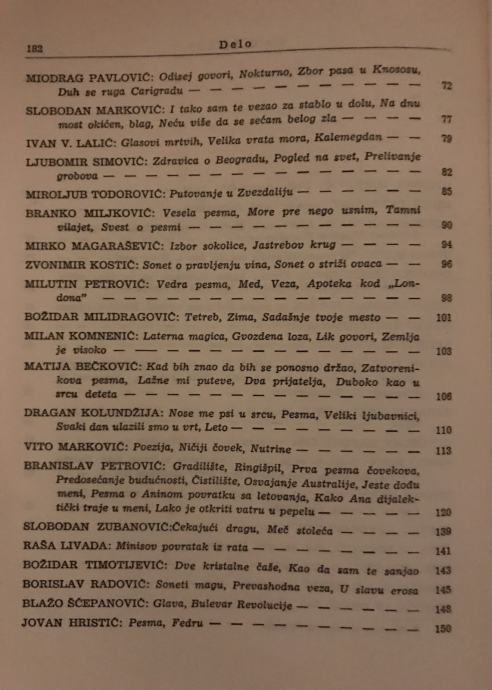 182
Delo
MIODRAG PAVLOVIĆ: Odisej govori, Nokturno, Zbor pasa u Knososu,
Duh se ruga Carigradu — — — — — — — — — 72
SLOBODAN MARKOVIĆ: I tako sam te vezao za stablo u dolu, Na dnu
most okićen, blag, Neću više da se sećam belog zla — — — — 77
IVAN V. LALIĆ: Glasovi mrtvih, Velika vrata mora, Kalemegdan — — — 79
LJUBOMIR SIMOVIĆ: Zdravica o Beogradu, Pogled na svet, Prelivanje
grobova — — — — — — — — — — — — 82
MIROLJUB TODOROVIĆ: Putovanje u Zvezdaliju — — — — — 85
BRANKO MILJKOVIĆ: Vesela pesma, More pre nego usnim, Tamni
vilajet, Svest o pesmi — — — — — — — — — — 90
MIRKO MAGARAŠEVIĆ: Izbor sokolice, Jastrebov krug — — — — 94
ZVONIMIR KOSTIĆ: Sonet o pravljenju vina, Sonet o striži ovaca — — — 96
MILUTIN PETROVIĆ: Vedra pesma, Med, Veza, Apoteka kod „Lon-
dona” — — — — — — — — — — — — — 98
BOŽIDAR MILIDRAGOVIĆ: Tetreb, Zima, Sadašnje tvoje mesto — — — 101
MILAN KOMNENIĆ: Laterna magica, Gvozdena loza, Lik govori, Zemlja
je visoko — — — — — — — — — — — — 103
MATIJA BEĆKOVIĆ: Kad bih znao da bih se ponosno držao, Zatvoreni-
kova pesma, Lažne mi puteve, Dva prijatelja, Duboko kao u
srcu deteta — — — — — — — — — — — 106
DRAGAN KOLUNDŽIJA: Nose me psi u srcu, Pesma, Veliki ljubavnici,
Svaki dan ulazili smo u vrt, Leto — — — — — — — — 110
VITO MARKOVIĆ: Poezija, Ničiji čovek, Nutrine — — — — — — 113
BRANISLAV PETROVIĆ: Gradilište, Ringišpil, Prva pesma čovekova,
Predosećanje budućnosti, Čistilište, Osvajanje Australije, Jeste dođu
meni, Pesma o Aninom povratku sa letovanja, Kako Ana dijalek-
tički traje u meni, Lako je otkriti vatru u pepelu — — — — 120
SLOBODAN ZUBANOVIĆ:Čekajući dragu, Meč stoleća — — — — 139
RAŠA LIVADA: Minisov povratak iz rata — — — — — — — 141
BOŽIDAR TIMOTIJEVIĆ: Dve kristalne čaše, Kao da sam te sanjao 143
BORISLAV RADOVIĆ: Soneti magu, Prevashodna veza, U slavu erosa 145
BLAŽO ŠĆEPANOVIĆ: Glava, Bulevar Revolucije — — — — — 148
JOVAN HRISTIĆ: Pesma, Fedru — — — — — — — — — 150